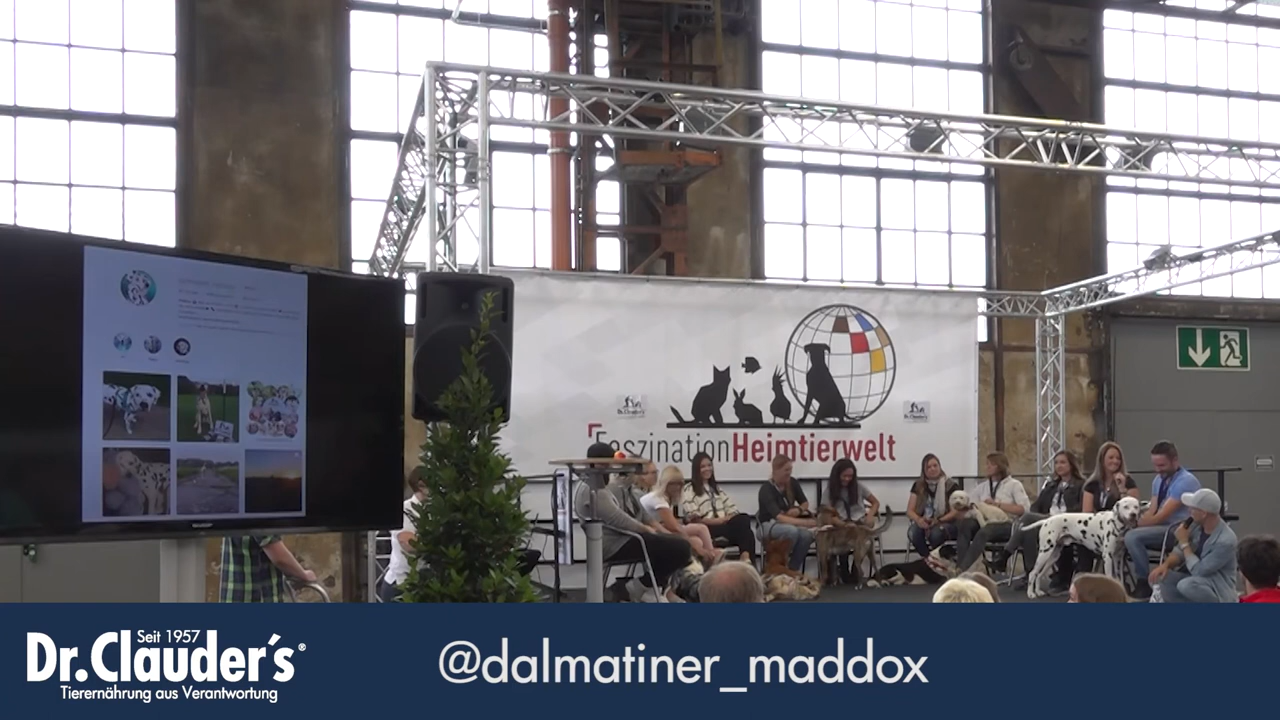 FaszinationHeimtierwelt
Dr.Clauder's
Dr.Clauder's
Seit 1957
Dr.Clauder's®
Tierernährung aus Verantwortung
@dalmatiner_maddox